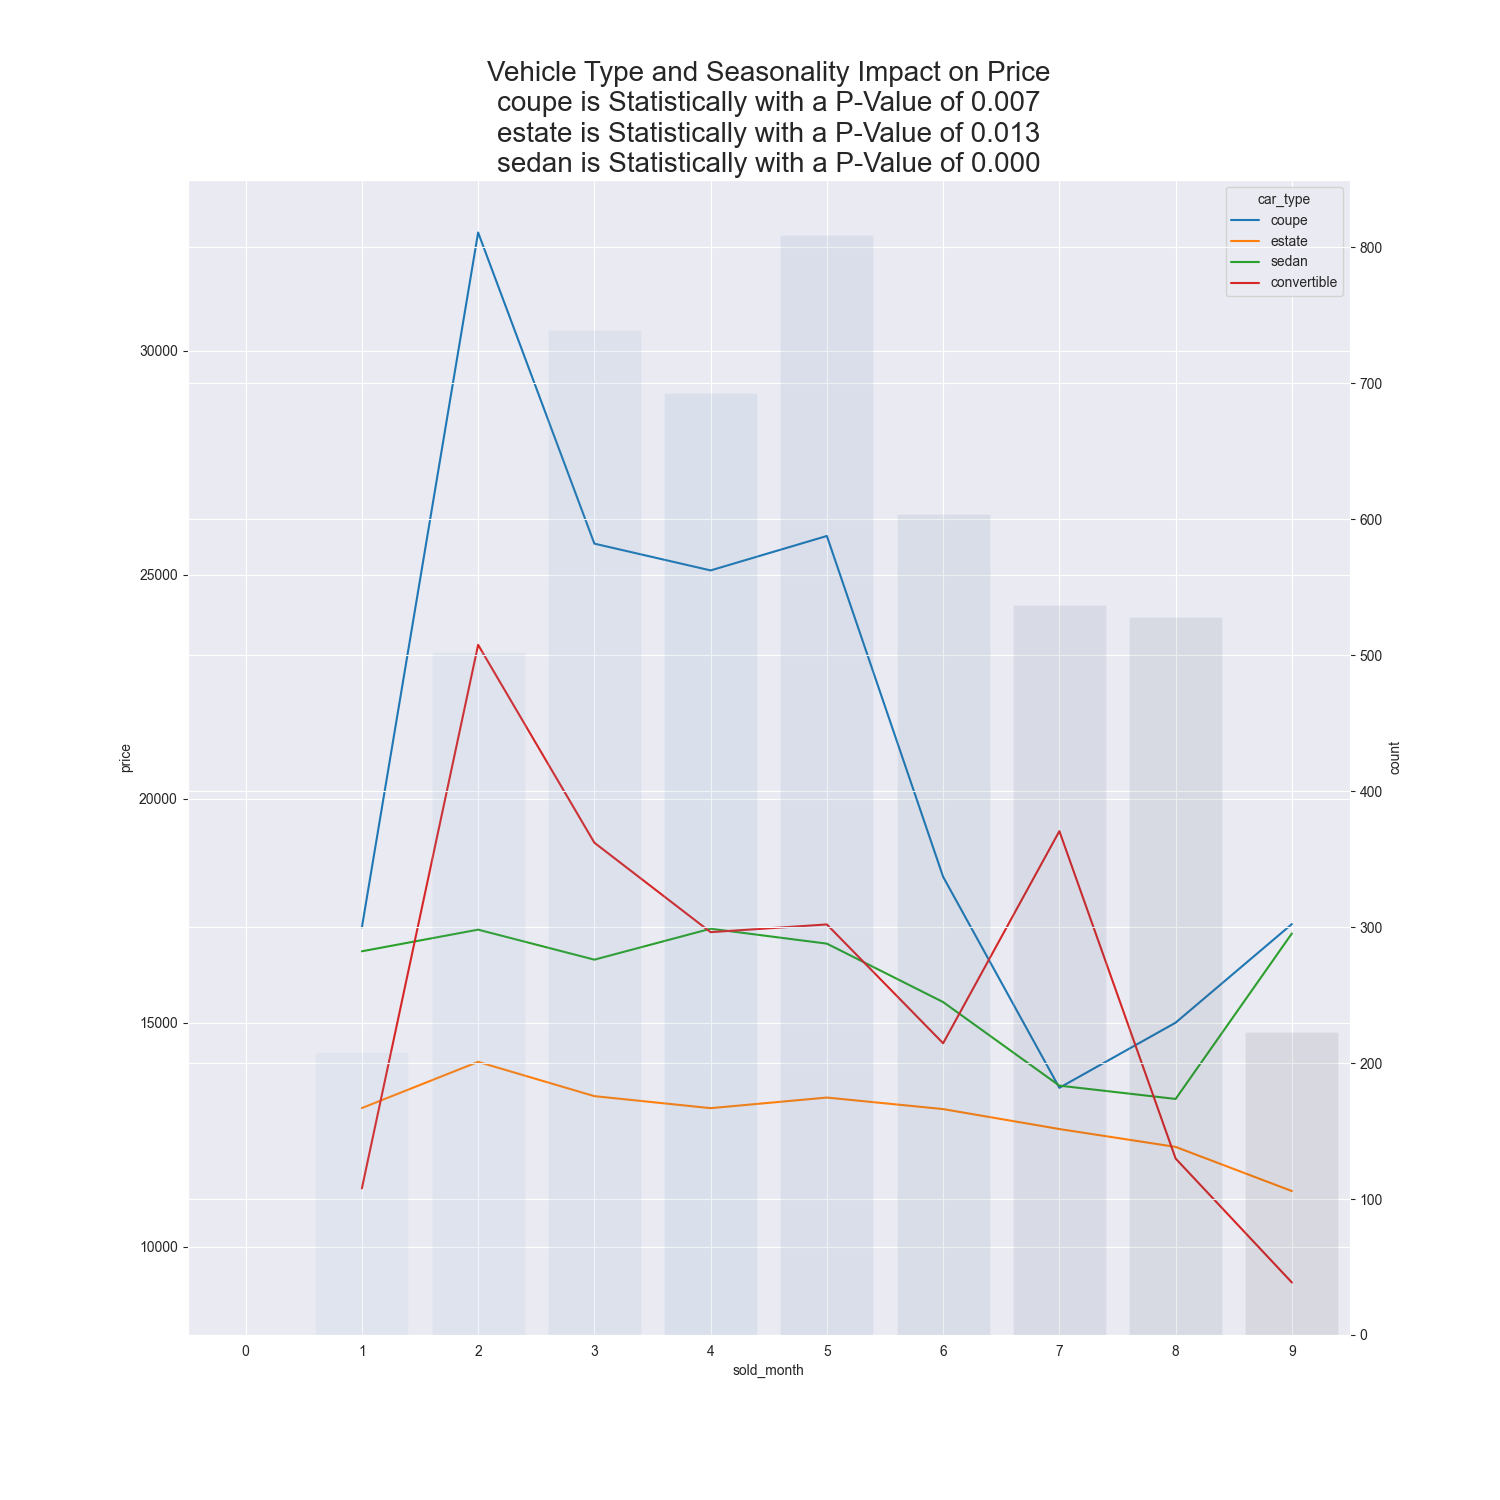 Vehicle Type and Seasonality Impact on Price
coupe is Statistically with a P-Value of 0.007
estate is Statistically with a P-Value of 0.013
sedan is Statistically with a P-Value of 0.000
car_type
coupe
estate
sedan
convertible
30000
25000
20000
15000
10000
price
800
700
600
500
400
300
200
100
0
count
0 1 2 3 4 5 6 7 8 9
sold_month